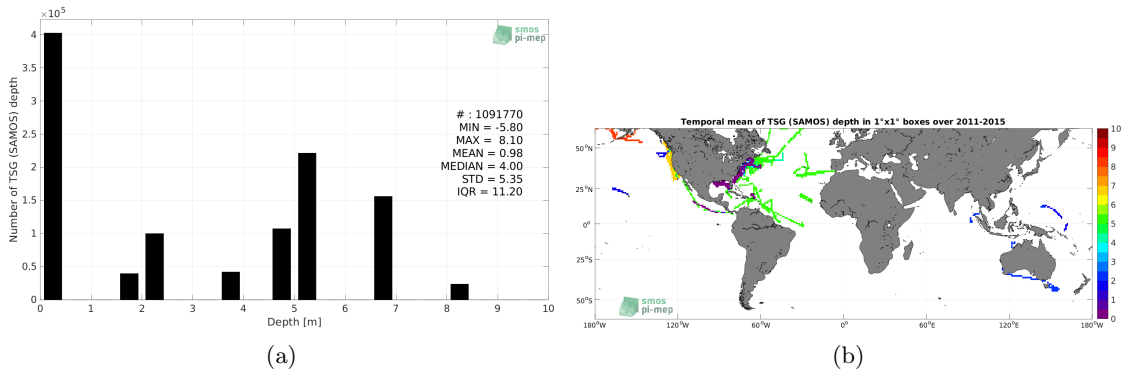 ×10⁵
4
3.5
3
2.5
2
1.5
1
0.5
0
0 1 2 3 4 5 6 7 8 9 10
Number of TSG (SAMOS) depth
Depth [m]
smos
pi-mep
# : 1091770
MIN = -5.80
MAX = 8.10
MEAN = 0.98
MEDIAN = 4.00
STD = 5.35
IQR = 11.20
(a)
Temporal mean of TSG (SAMOS) depth in 1°x1° boxes over 2011-2015
50°N
25°N
0°
25°S
50°S
180°W 120°W 60°W 0° 60°E 120°E 180°W
smos
pi-mep
10
9
8
7
6
5
4
3
2
1
0
(b)